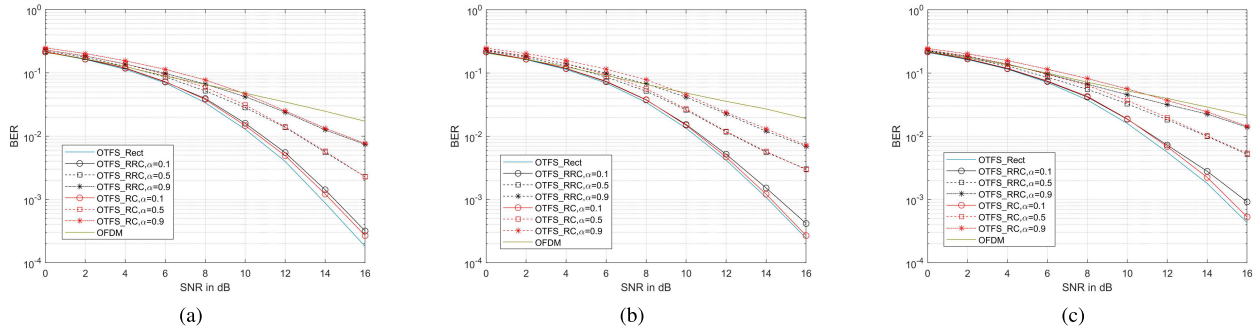 10^0
10^-1
10^-2
10^-3
10^-4
BER
OTFS_Rect
OTFS_RRC,α=0.1
OTFS_RRC,α=0.5
OTFS_RRC,α=0.9
OTFS_RC,α=0.1
OTFS_RC,α=0.5
OTFS_RC,α=0.9
OFDM
0 2 4 6 8 10 12 14 16
SNR in dB
(a)
10^0
10^-1
10^-2
10^-3
10^-4
BER
OTFS_Rect
OTFS_RRC,α=0.1
OTFS_RRC,α=0.5
OTFS_RRC,α=0.9
OTFS_RC,α=0.1
OTFS_RC,α=0.5
OTFS_RC,α=0.9
OFDM
0 2 4 6 8 10 12 14 16
SNR in dB
(b)
10^0
10^-1
10^-2
10^-3
10^-4
BER
OTFS_Rect
OTFS_RRC,α=0.1
OTFS_RRC,α=0.5
OTFS_RRC,α=0.9
OTFS_RC,α=0.1
OTFS_RC,α=0.5
OTFS_RC,α=0.9
OFDM
0 2 4 6 8 10 12 14 16
SNR in dB
(c)